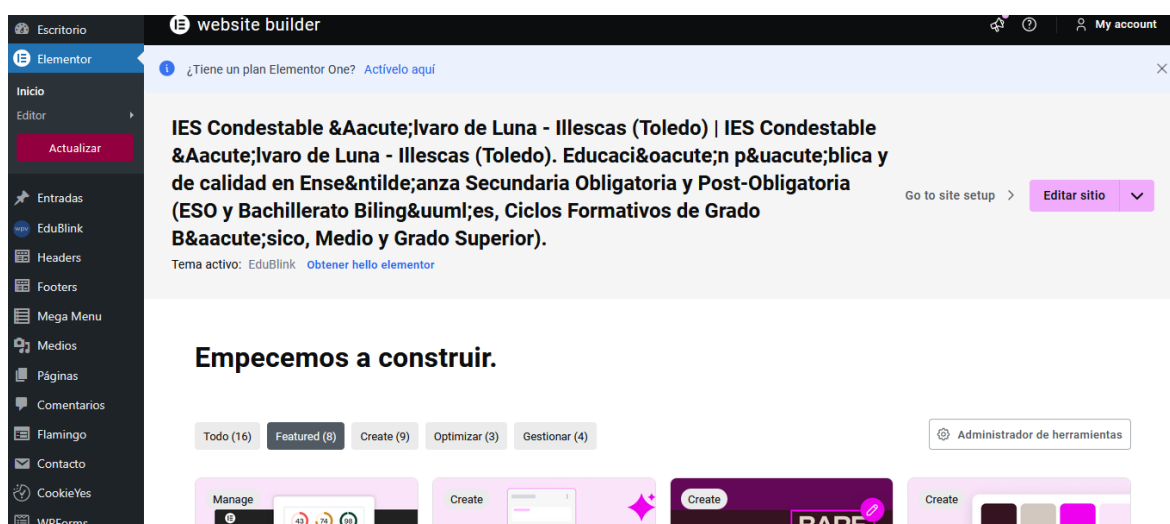 Escritorio
Elementor
Inicio
Editor
Actualizar
Entradas
EduBlink
Headers
Footers
Mega Menu
Medios
Páginas
Comentarios
Flamingo
Contacto
CookieYes
WPForms
website builder
My account
¿Tiene un plan Elementor One? Actívelo aquí
IES Condestable &Aacute;lvaro de Luna - Illescas (Toledo) | IES Condestable
&Aacute;lvaro de Luna - Illescas (Toledo). Educaci&oacute;n p&uacute;blica y
de calidad en Ense&ntilde;anza Secundaria Obligatoria y Post-Obligatoria
(ESO y Bachillerato Biling&uuml;es, Ciclos Formativos de Grado
B&aacute;sico, Medio y Grado Superior).
Tema activo: EduBlink Obtener hello elementor
Go to site setup
Editar sitio
Empecemos a construir.
Todo (16) Featured (8) Create (9) Optimizar (3) Gestionar (4)
Administrador de herramientas
Manage
43 74 98
Create
Create
Create